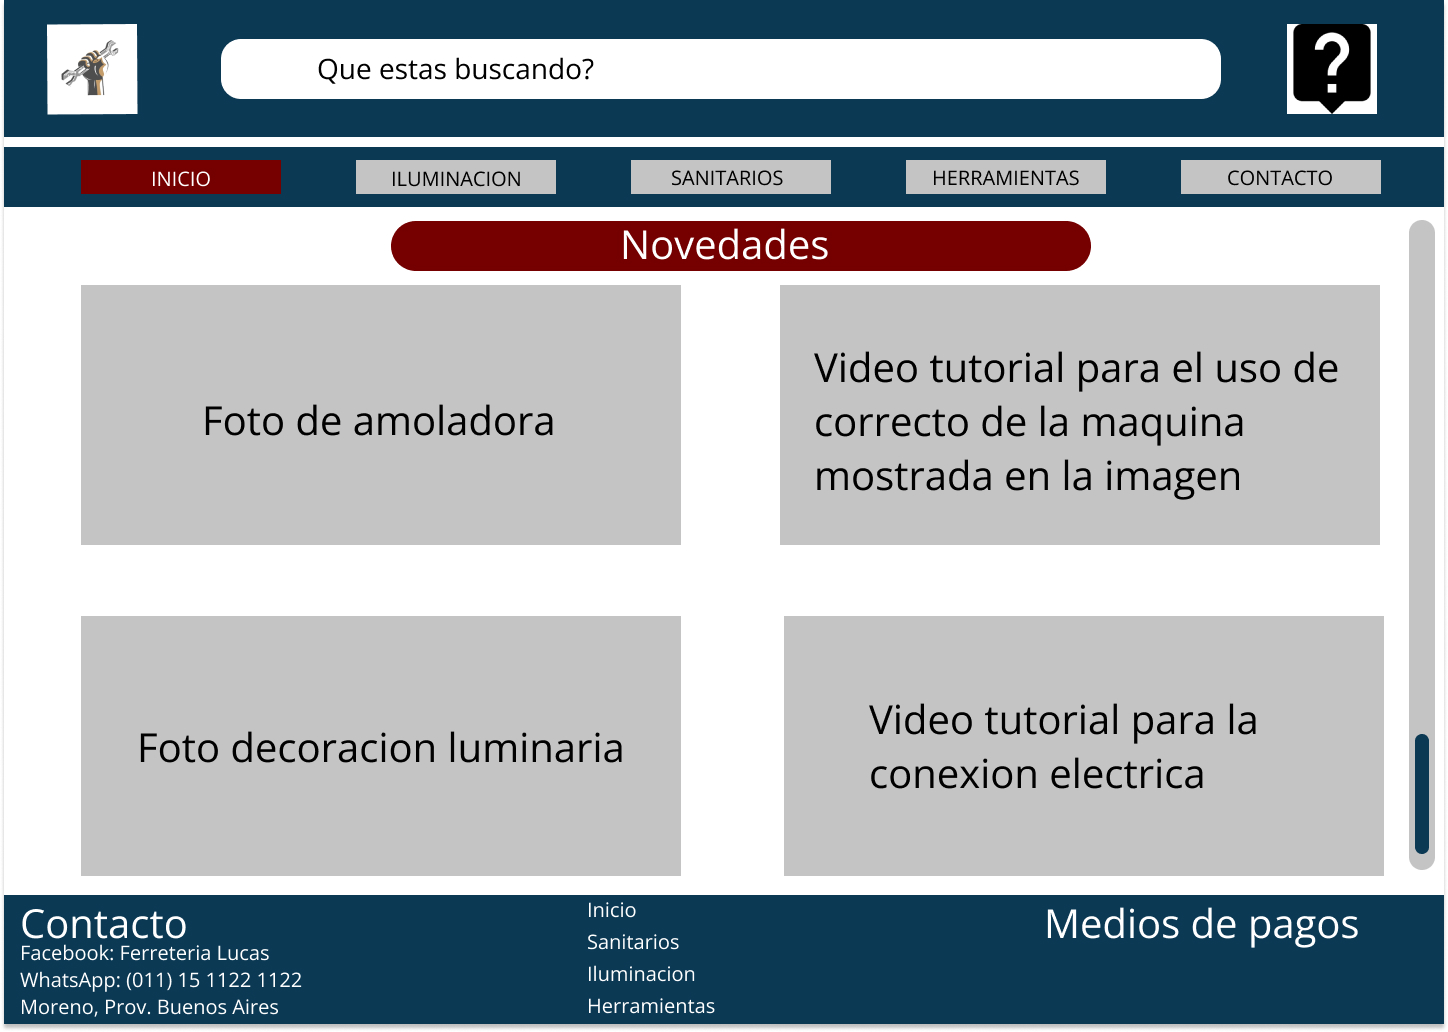 Que estas buscando?
?
INICIO
ILUMINACION
SANITARIOS
HERRAMIENTAS
CONTACTO
Novedades
Foto de amoladora
Video tutorial para el uso de
correcto de la maquina
mostrada en la imagen
Foto decoracion luminaria
Video tutorial para la
conexion electrica
Contacto
Facebook: Ferreteria Lucas
WhatsApp: (011) 15 1122 1122
Moreno, Prov. Buenos Aires
Inicio
Sanitarios
Iluminacion
Herramientas
Medios de pagos